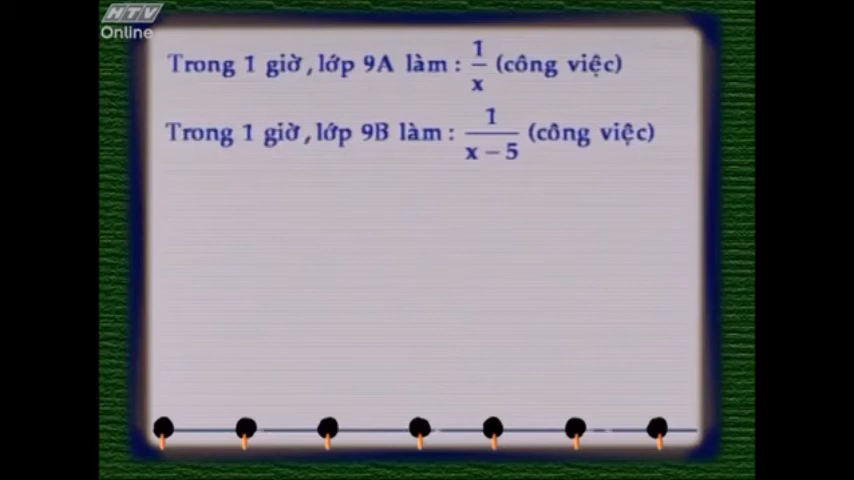 HTV
Online
Trong 1 giờ, lớp 9A làm : 1/x (công việc)
Trong 1 giờ, lớp 9B làm : 1/(x – 5) (công việc)